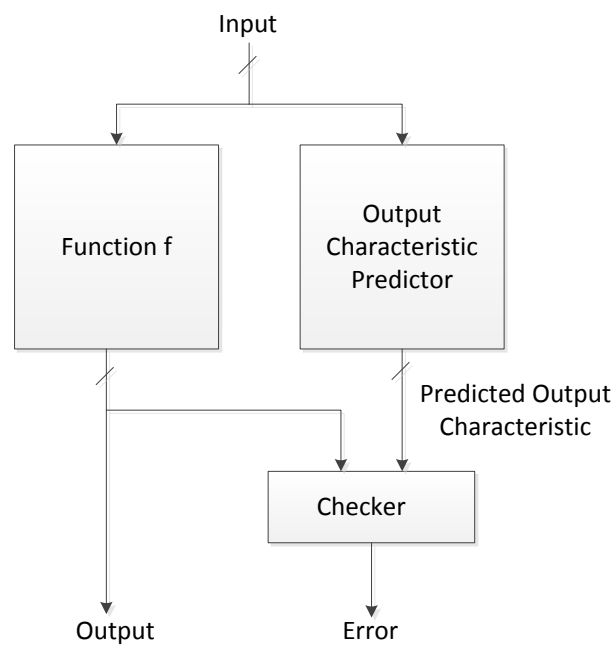 Input
Function f
Output
Characteristic
Predictor
Predicted Output
Characteristic
Checker
Output
Error